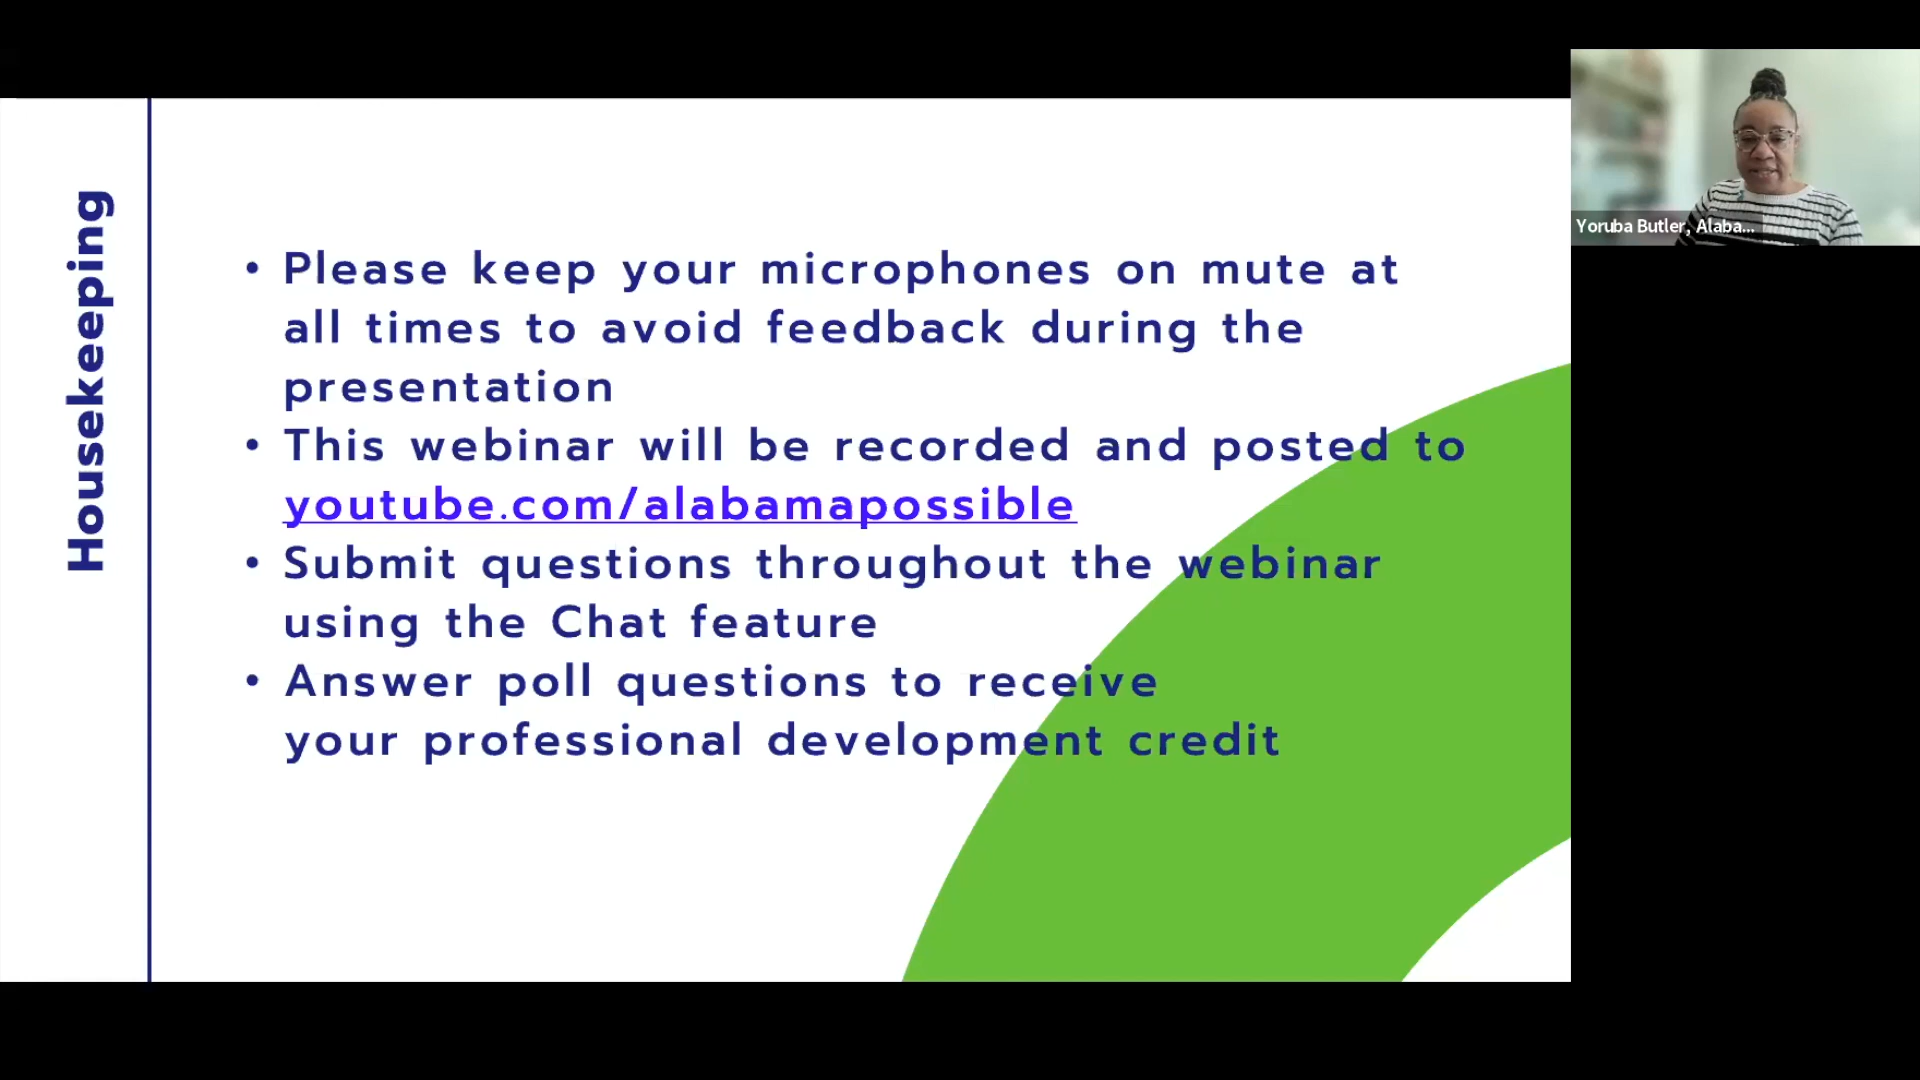 Housekeeping
• Please keep your microphones on mute at
all times to avoid feedback during the
presentation
• This webinar will be recorded and posted to
youtube.com/alabamapossible
• Submit questions throughout the webinar
using the Chat feature
• Answer poll questions to receive
your professional development credit
Yoruba Butler, Alaba...